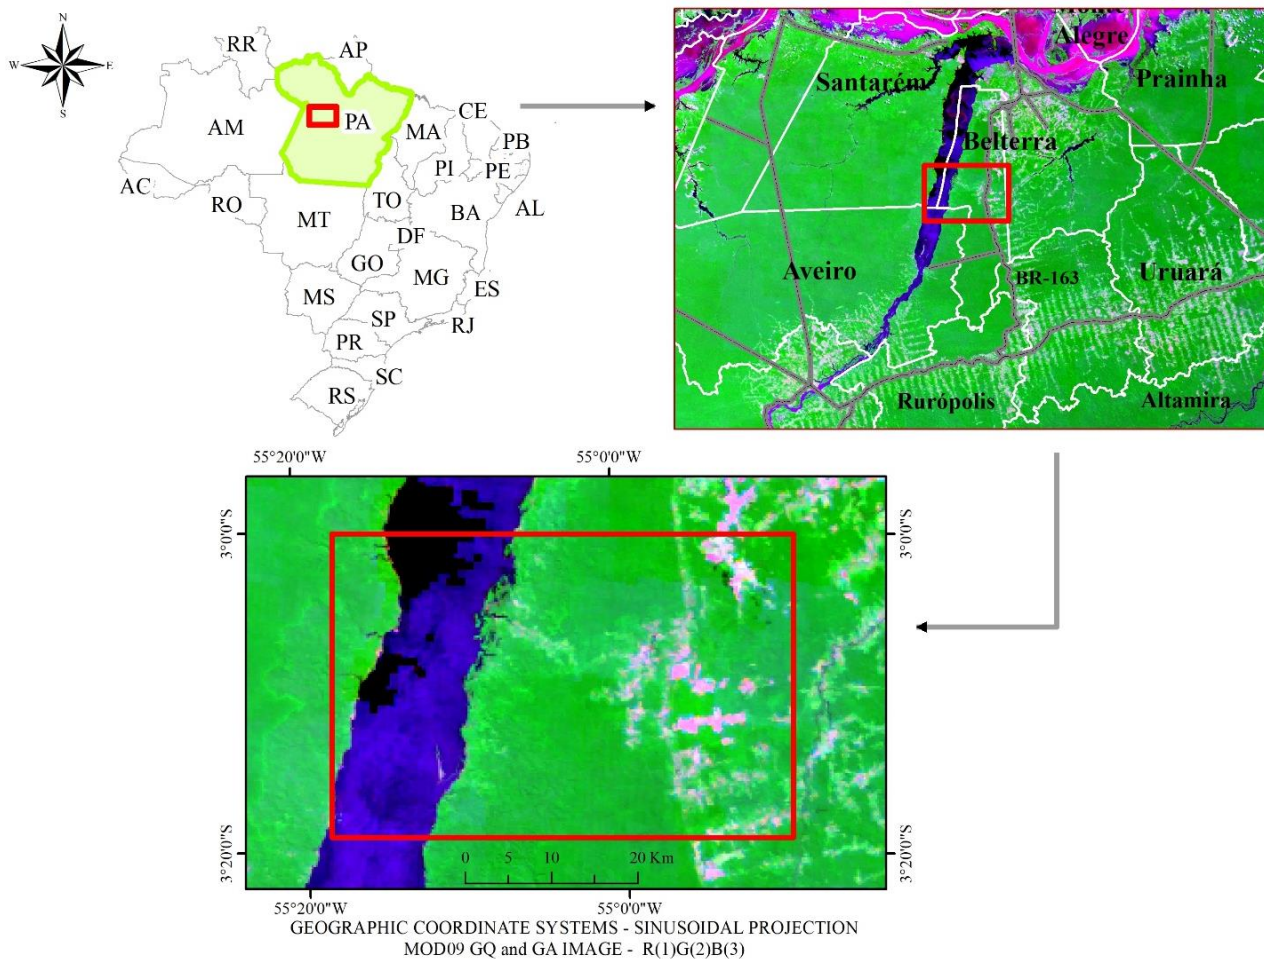 N
W E
S
RR AP
AM PA MA CE
PB
PI PE
AC RO TO AL
MT BA
DF
GO MG
MS ES
SP RJ
PR
SC
RS
Alegre
Santarém Prainha
Belterra
Aveiro BR-163 Uruará
Rurópolis Altamira
55°20'0"W 55°0'0"W
3°0'0"S 3°0'0"S
3°20'0"S 3°20'0"S
0 5 10 20 Km
55°20'0"W 55°0'0"W
GEOGRAPHIC COORDINATE SYSTEMS - SINUSOIDAL PROJECTION
MOD09 GQ and GA IMAGE - R(1)G(2)B(3)